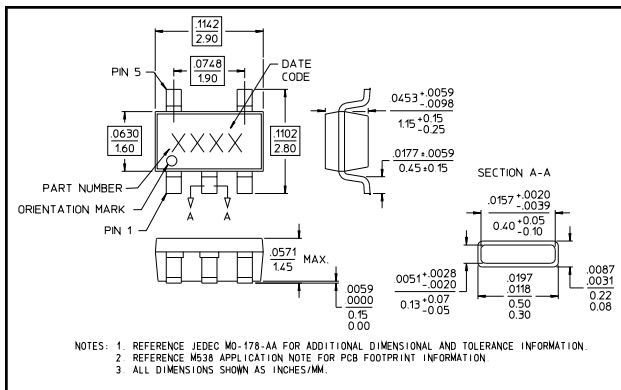 .1142
2.90
.0748
1.90
PIN 5
DATE
CODE
.0630
1.60
XXXX
.1102
2.80
PART NUMBER
ORIENTATION MARK
PIN 1
A A
.0453 +.0059
-.0098
1.15 +0.15
-0.25
.0177 ±.0059
0.45 ±0.15
SECTION A-A
.0157 +.0020
-.0039
0.40 +0.05
-0.10
.0571
1.45 MAX.
.0059
.0000
0.15
0.00
.0051 +.0028
-.0020
0.13 +0.07
-0.05
.0197
.0118
0.50
0.30
.0087
.0031
0.22
0.08
NOTES: 1. REFERENCE JEDEC MO-178-AA FOR ADDITIONAL DIMENSIONAL AND TOLERANCE INFORMATION.
2. REFERENCE M538 APPLICATION NOTE FOR PCB FOOTPRINT INFORMATION.
3. ALL DIMENSIONS SHOWN AS INCHES/MM.